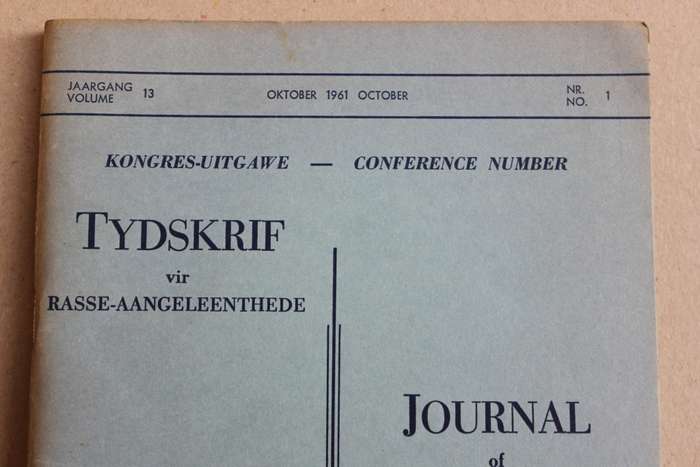 JAARGANG 13 OKTOBER 1961 OCTOBER NR. 1
VOLUME NO.
KONGRES-UITGAWE — CONFERENCE NUMBER
TYDSKRIF
vir
RASSE-AANGELEENTHEDE
JOURNAL
of